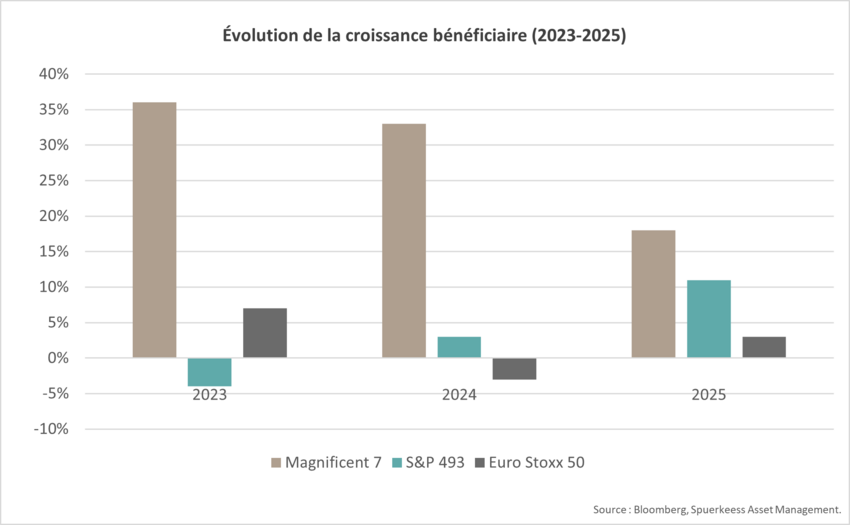 Évolution de la croissance bénéficiaire (2023-2025)
40%
35%
30%
25%
20%
15%
10%
5%
0%
-5%
-10%
2023 2024 2025
Magnificent 7 S&P 493 Euro Stoxx 50
Source : Bloomberg, Spuerkeess Asset Management.